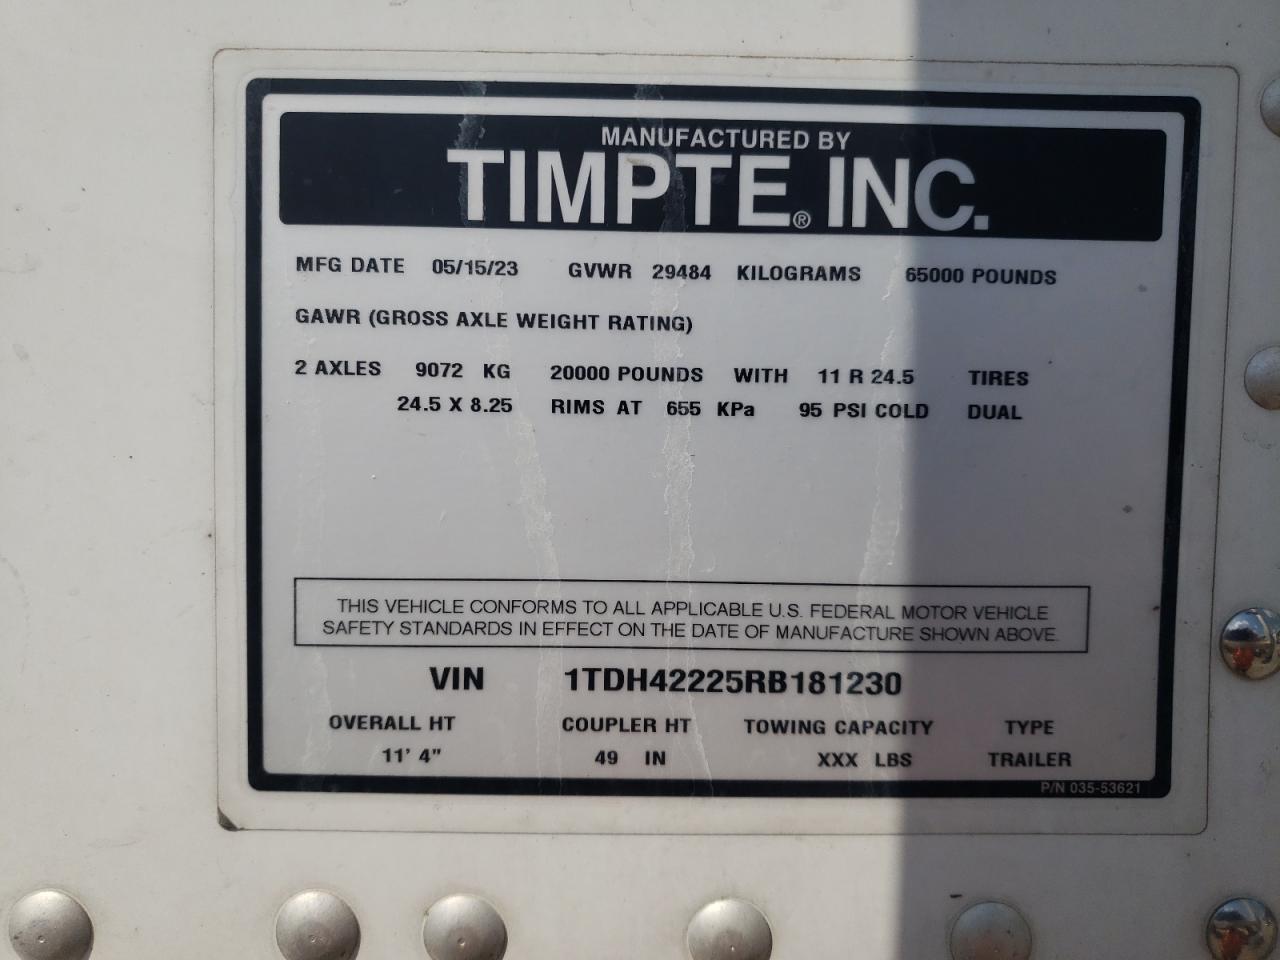 MANUFACTURED BY
TIMPTE® INC.
MFG DATE 05/15/23 GVWR 29484 KILOGRAMS 65000 POUNDS
GAWR (GROSS AXLE WEIGHT RATING)
2 AXLES 9072 KG 20000 POUNDS WITH 11 R 24.5 TIRES
24.5 X 8.25 RIMS AT 655 KPa 95 PSI COLD DUAL
THIS VEHICLE CONFORMS TO ALL APPLICABLE U.S. FEDERAL MOTOR VEHICLE
SAFETY STANDARDS IN EFFECT ON THE DATE OF MANUFACTURE SHOWN ABOVE.
VIN 1TDH42225RB181230
OVERALL HT COUPLER HT TOWING CAPACITY TYPE
11' 4" 49 IN XXX LBS TRAILER
P/N 035-53621